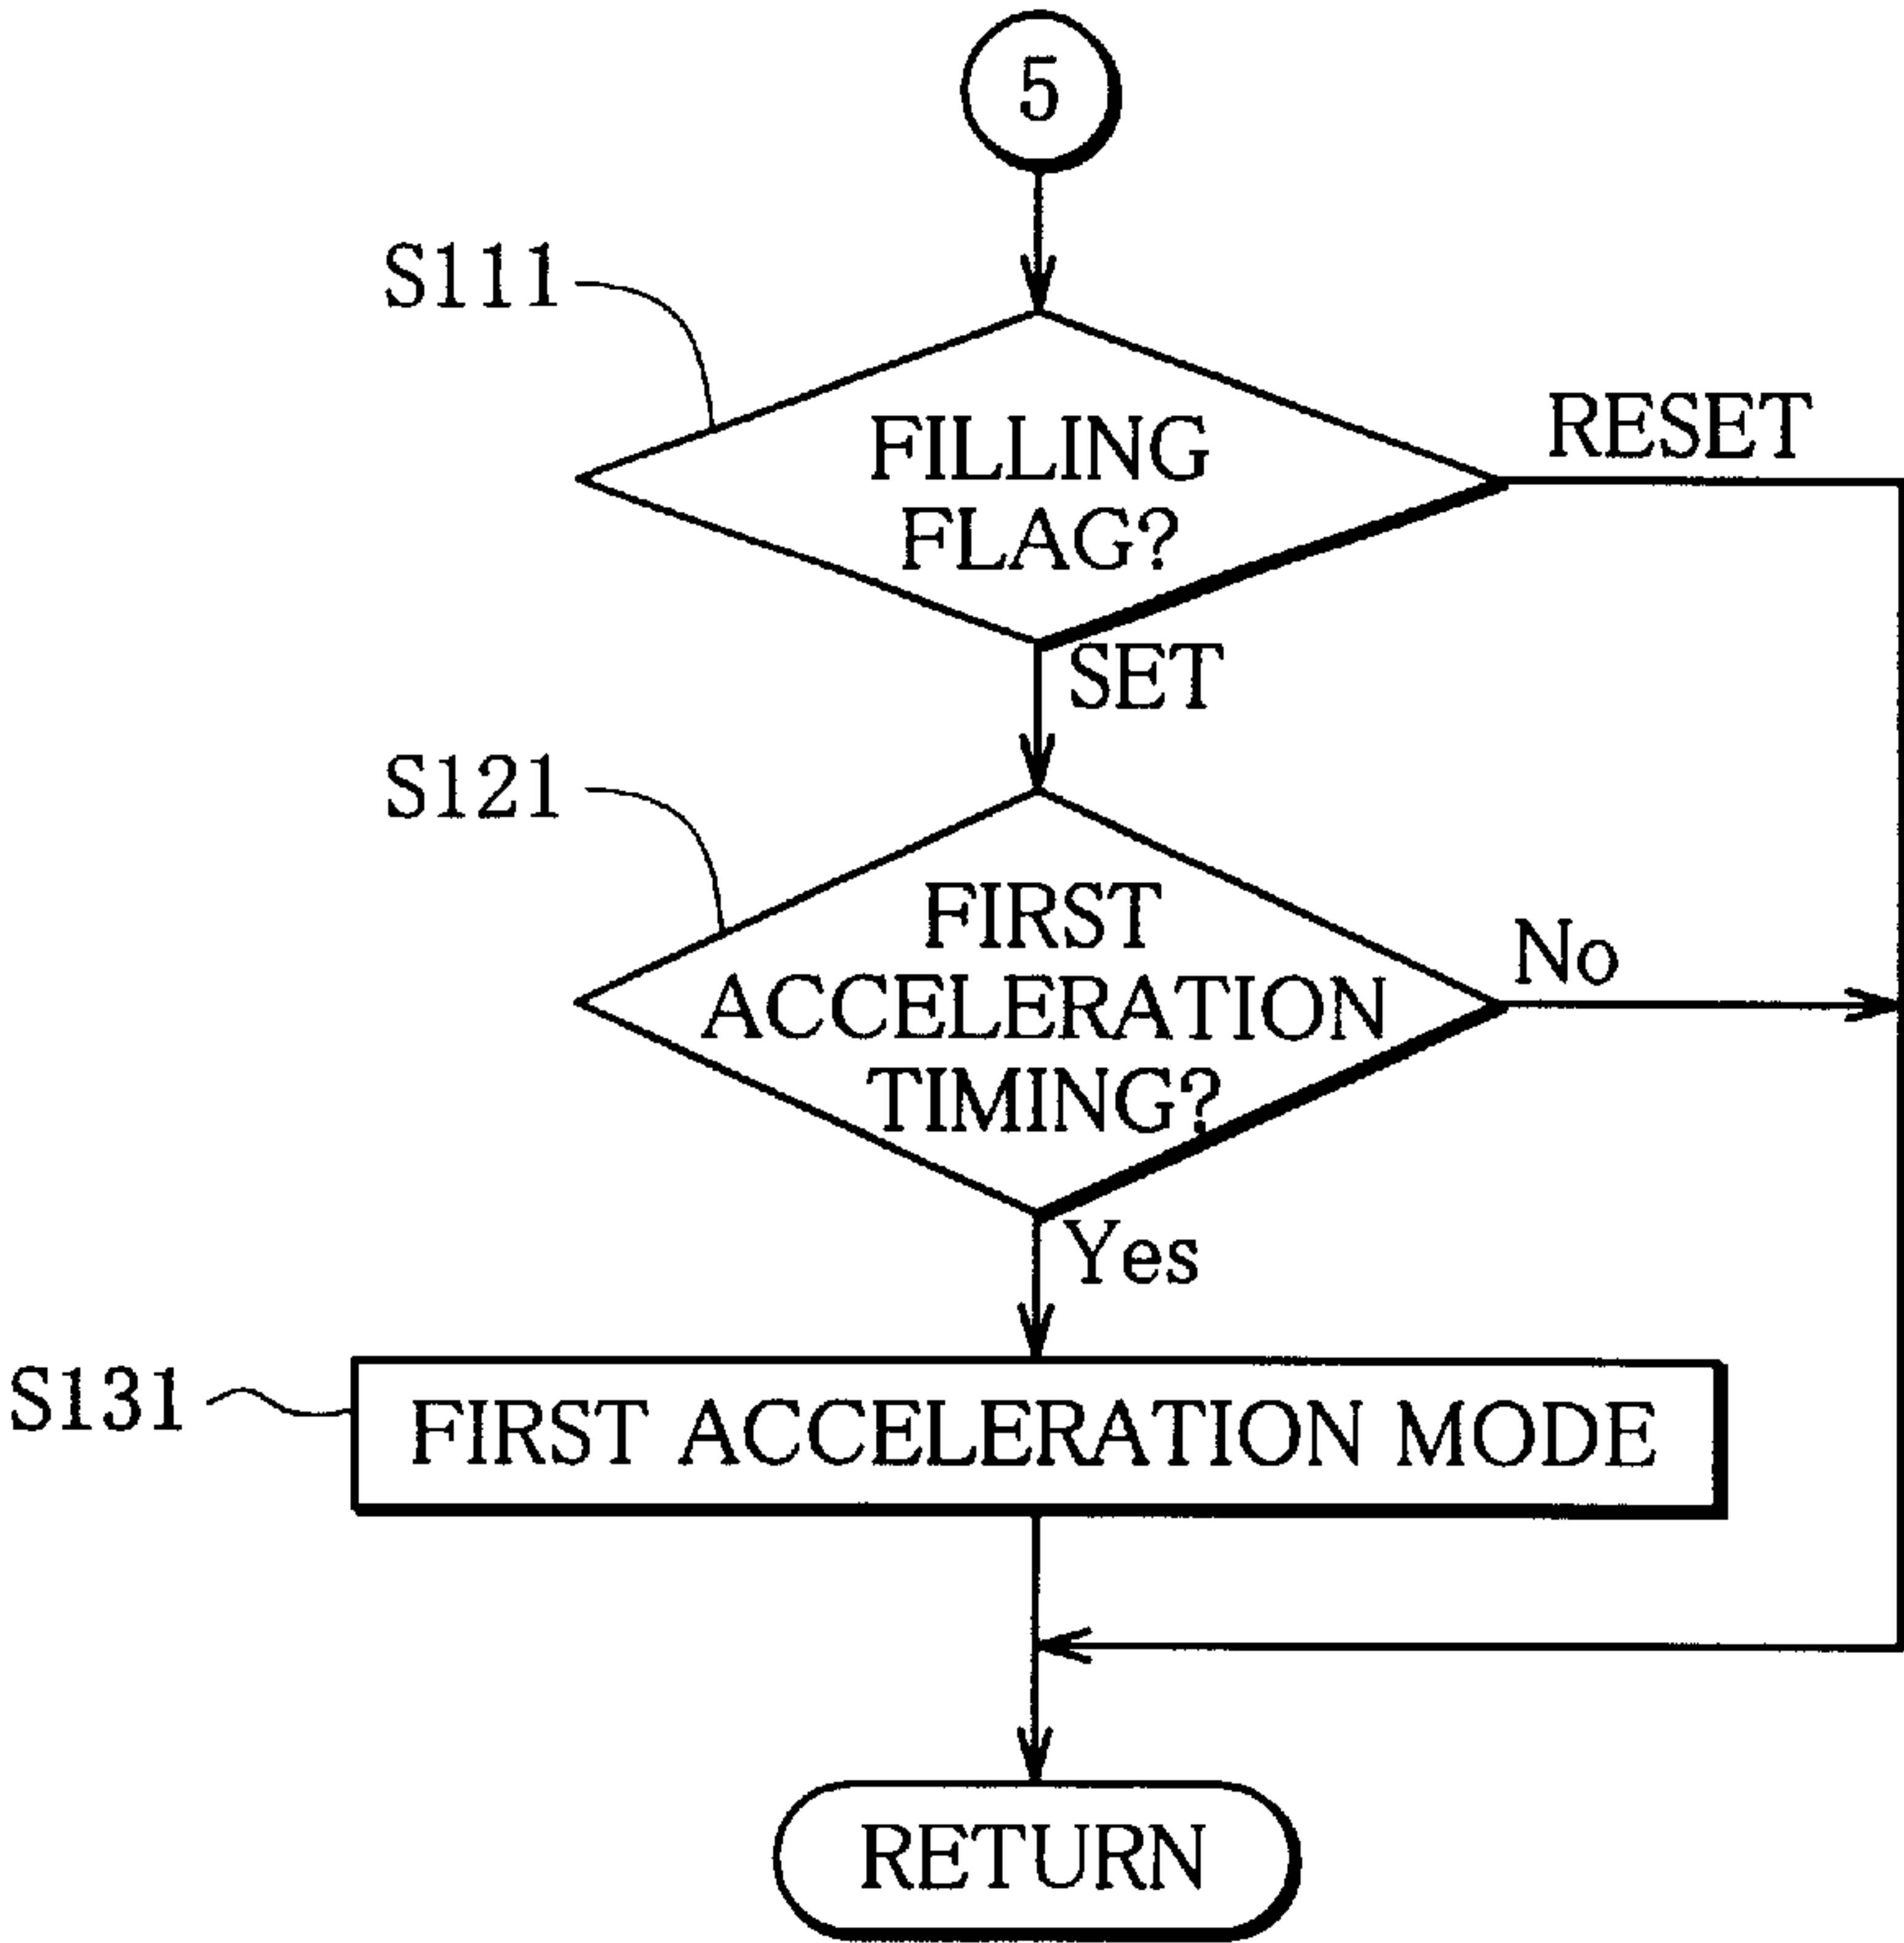 5
S111
FILLING
FLAG?
RESET
SET
S121
FIRST
ACCELERATION
TIMING?
No
Yes
S131
FIRST ACCELERATION MODE
RETURN